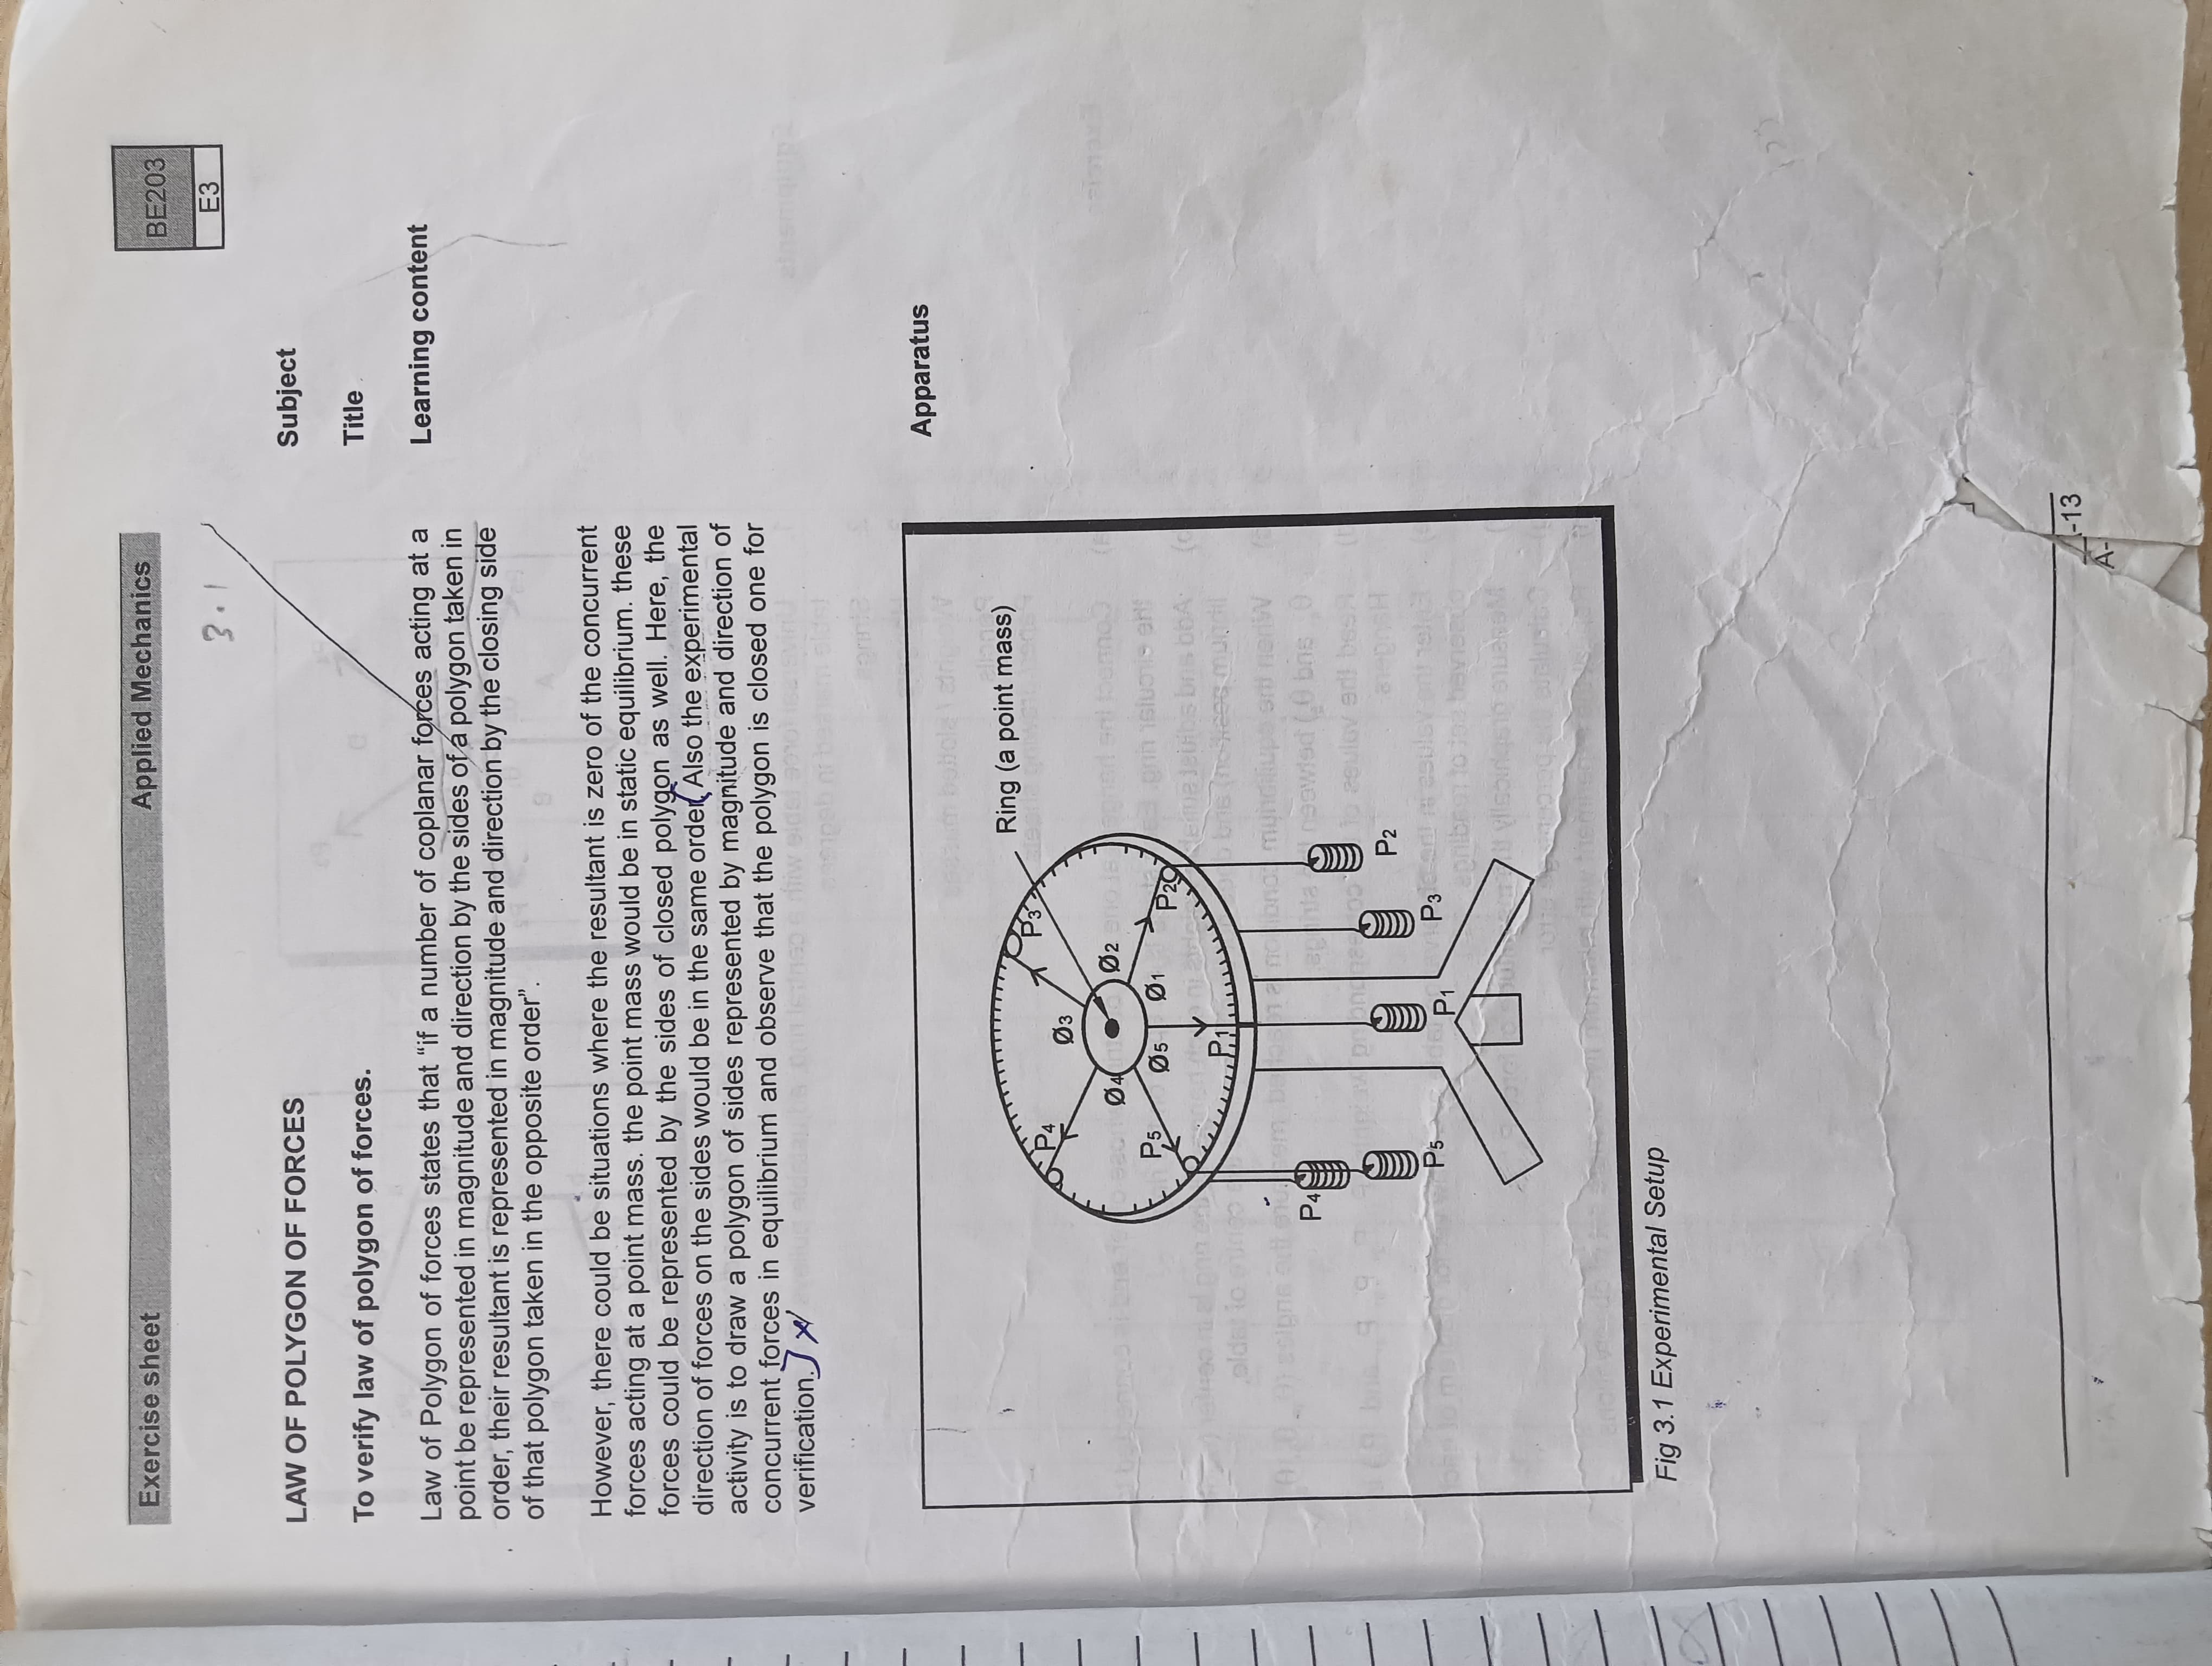 Exercise sheet
Applied Mechanics
BE203
E3
3.1
LAW OF POLYGON OF FORCES
Subject
To verify law of polygon of forces.
Title
Law of Polygon of forces states that “if a number of coplanar forces acting at a
Learning content
point be represented in magnitude and direction by the sides of a polygon taken in
order, their resultant is represented in magnitude and direction by the closing side
of that polygon taken in the opposite order”.
However, there could be situations where the resultant is zero of the concurrent
forces acting at a point mass. the point mass would be in static equilibrium. these
forces could be represented by the sides of closed polygon as well. Here, the
direction of forces on the sides would be in the same order Also the experimental
activity is to draw a polygon of sides represented by magnitude and direction of
concurrent forces in equilibrium and observe that the polygon is closed one for
verification.
Apparatus
Ring (a point mass)
P3
P4
Ø3
Ø4
Ø2
P5
Ø5
Ø1
P2
P1
P4
P2
P5
P1
P3
Fig 3.1 Experimental Setup
-13
A-